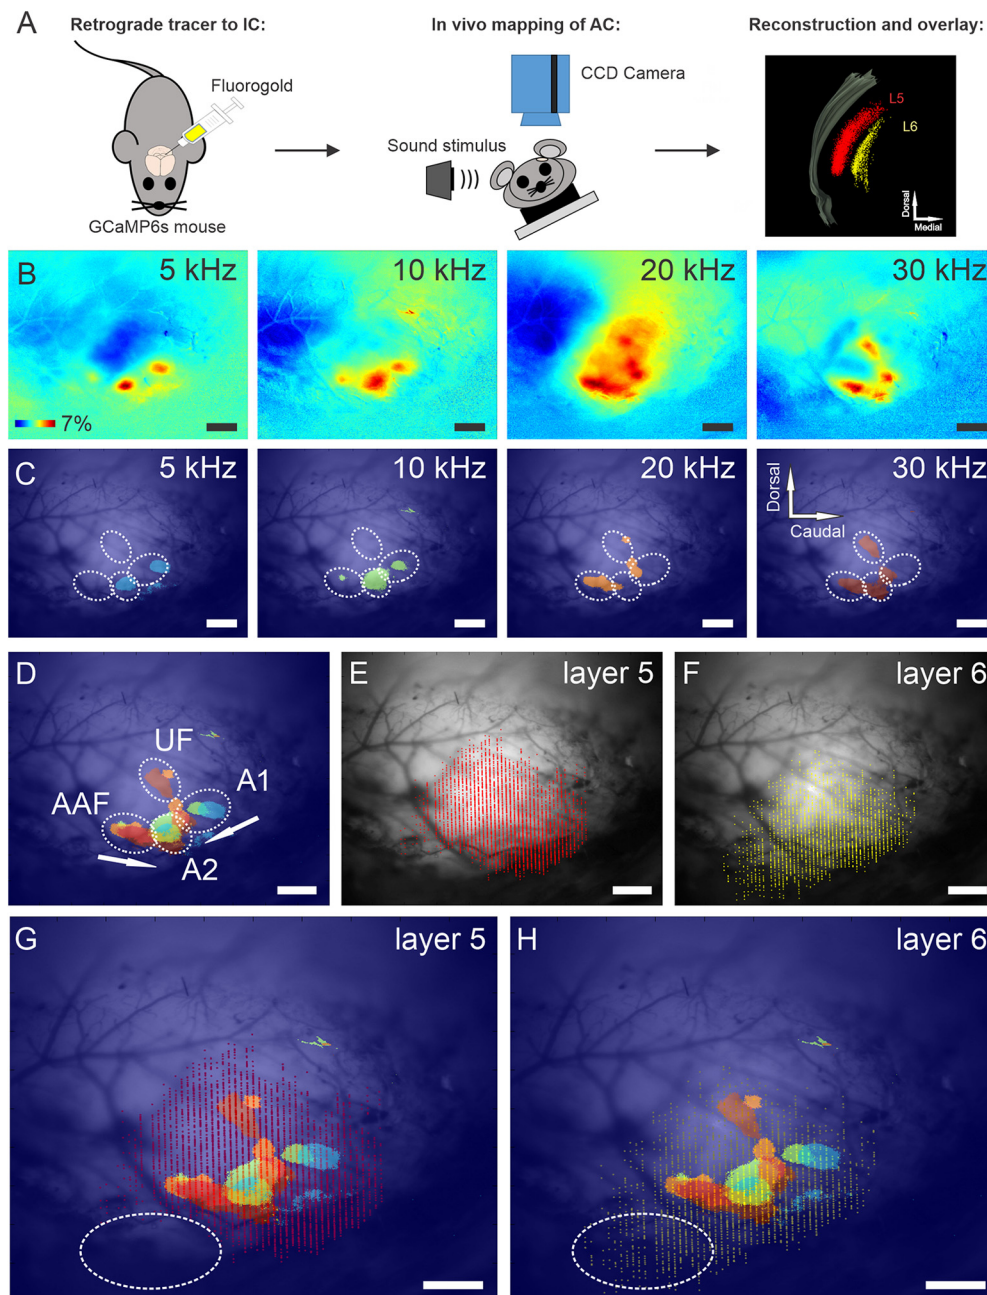 A
Retrograde tracer to IC:
In vivo mapping of AC:
Reconstruction and overlay:
Fluorogold
GCaMP6s mouse
CCD Camera
Sound stimulus
L5
L6
Dorsal
Medial
B
5 kHz
10 kHz
20 kHz
30 kHz
7%
C
5 kHz
10 kHz
20 kHz
30 kHz
Dorsal
Caudal
D
UF
A1
AAF
A2
E
layer 5
F
layer 6
G
layer 5
H
layer 6